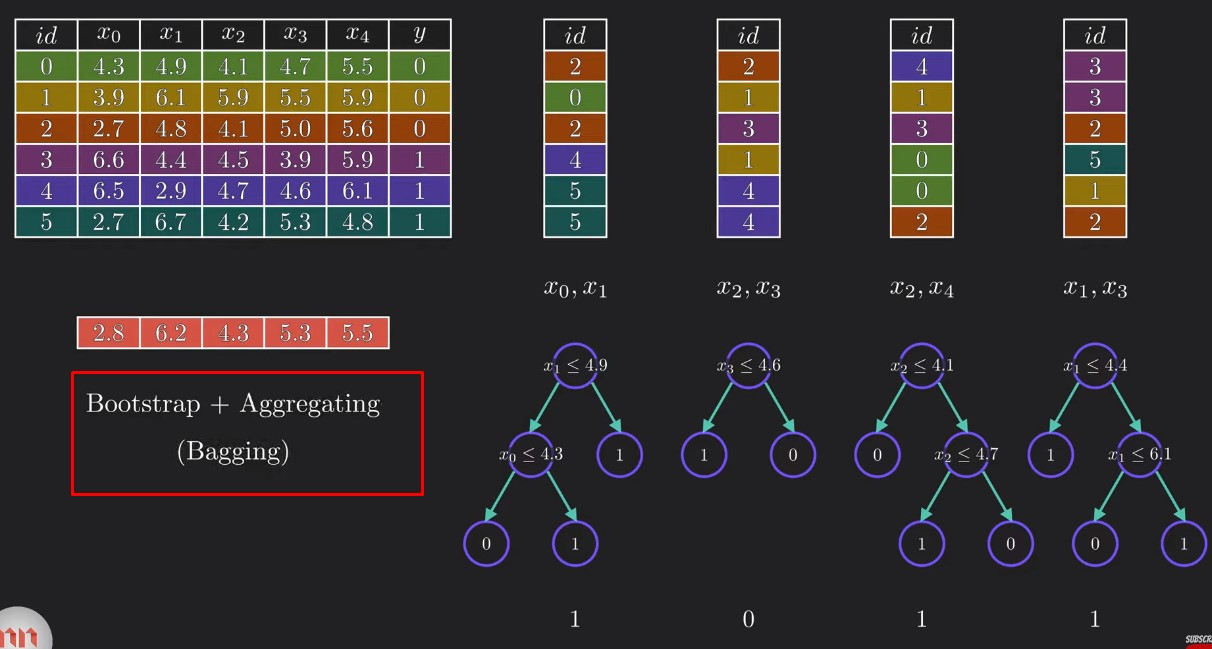 id x₀ x₁ x₂ x₃ x₄ y
0 4.3 4.9 4.1 4.7 5.5 0
1 3.9 6.1 5.9 5.5 5.9 0
2 2.7 4.8 4.1 5.0 5.6 0
3 6.6 4.4 4.5 3.9 5.9 1
4 6.5 2.9 4.7 4.6 6.1 1
5 2.7 6.7 4.2 5.3 4.8 1
id
2
0
2
4
5
5
id
2
1
3
1
4
4
id
4
1
3
0
0
2
id
3
3
2
5
1
2
x₀, x₁
x₂, x₃
x₂, x₄
x₁, x₃
2.8 6.2 4.3 5.3 5.5
Bootstrap + Aggregating
(Bagging)
x₁ ≤ 4.9
x₀ ≤ 4.3 1
0 1
1
x₃ ≤ 4.6
1 0
0
x₂ ≤ 4.1
0 x₂ ≤ 4.7
1 0
1
x₁ ≤ 4.4
1 x₁ ≤ 6.1
0 1
1